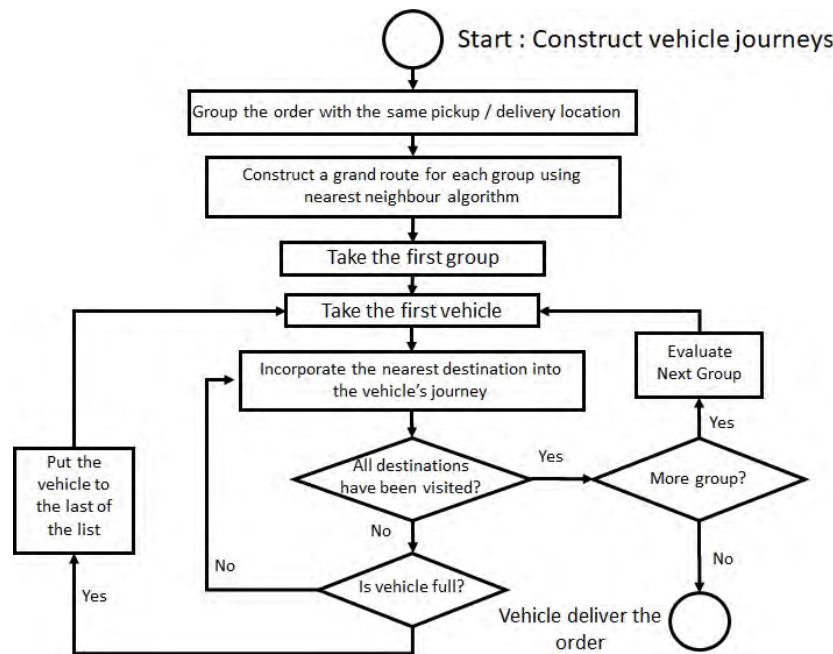 Start : Construct vehicle journeys
Group the order with the same pickup / delivery location
Construct a grand route for each group using
nearest neighbour algorithm
Take the first group
Take the first vehicle
Incorporate the nearest destination into
the vehicle's journey
Evaluate
Next Group
Yes
Put the
vehicle to
the last of
the list
All destinations
have been visited?
Yes
More group?
No
No
Is vehicle full?
No
Yes
Vehicle deliver the
order